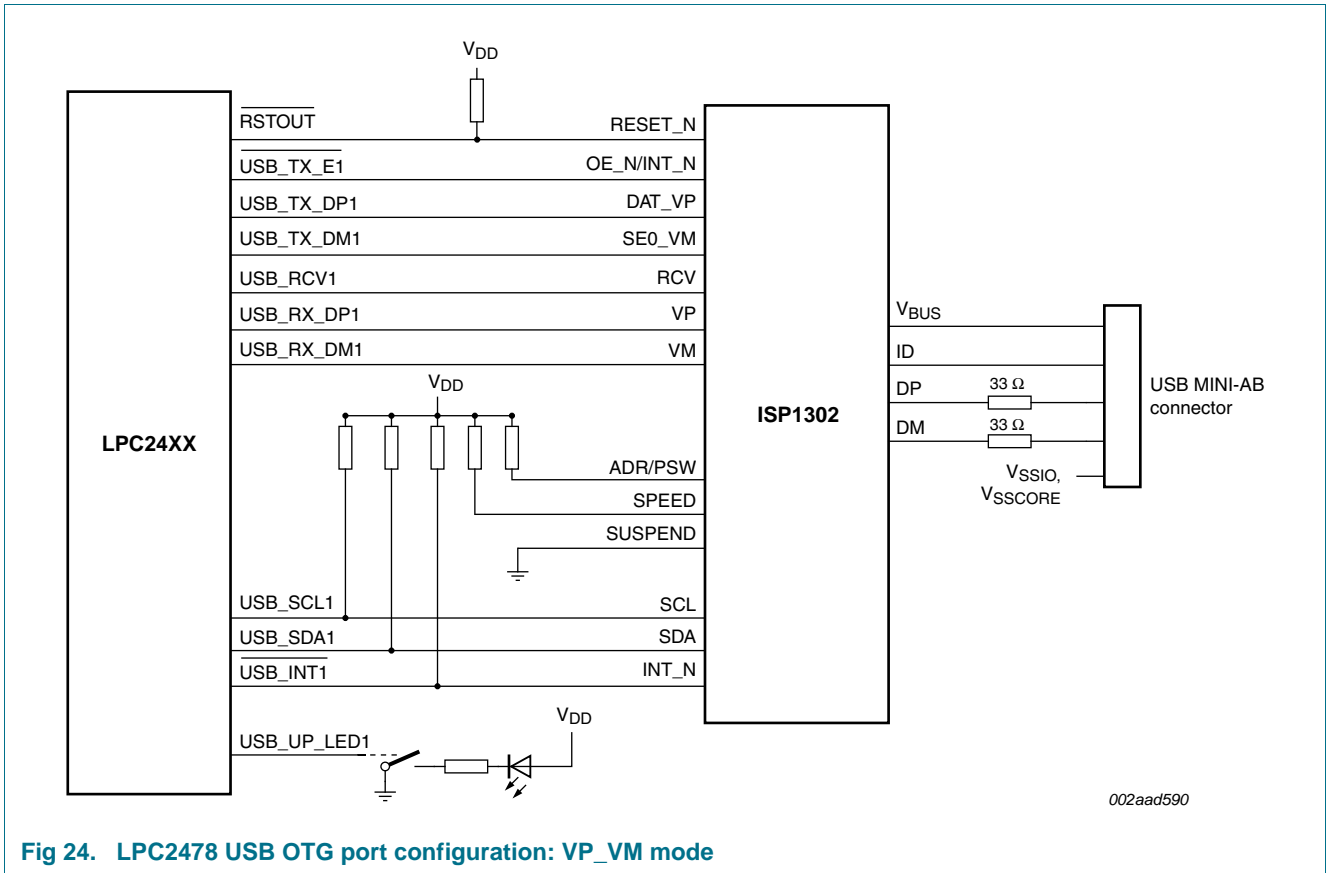 VDD
RSTOUT
RESET_N
USB_TX_E1
OE_N/INT_N
USB_TX_DP1
DAT_VP
USB_TX_DM1
SE0_VM
USB_RCV1
RCV
USB_RX_DP1
VP
USB_RX_DM1
VM
VBUS
ID
DP
33 Ω
DM
33 Ω
USB MINI-AB
connector
VSSIO,
VSSCORE
LPC24XX
ISP1302
VDD
ADR/PSW
SPEED
SUSPEND
USB_SCL1
SCL
USB_SDA1
SDA
USB_INT1
INT_N
VDD
USB_UP_LED1
002aad590
Fig 24. LPC2478 USB OTG port configuration: VP_VM mode